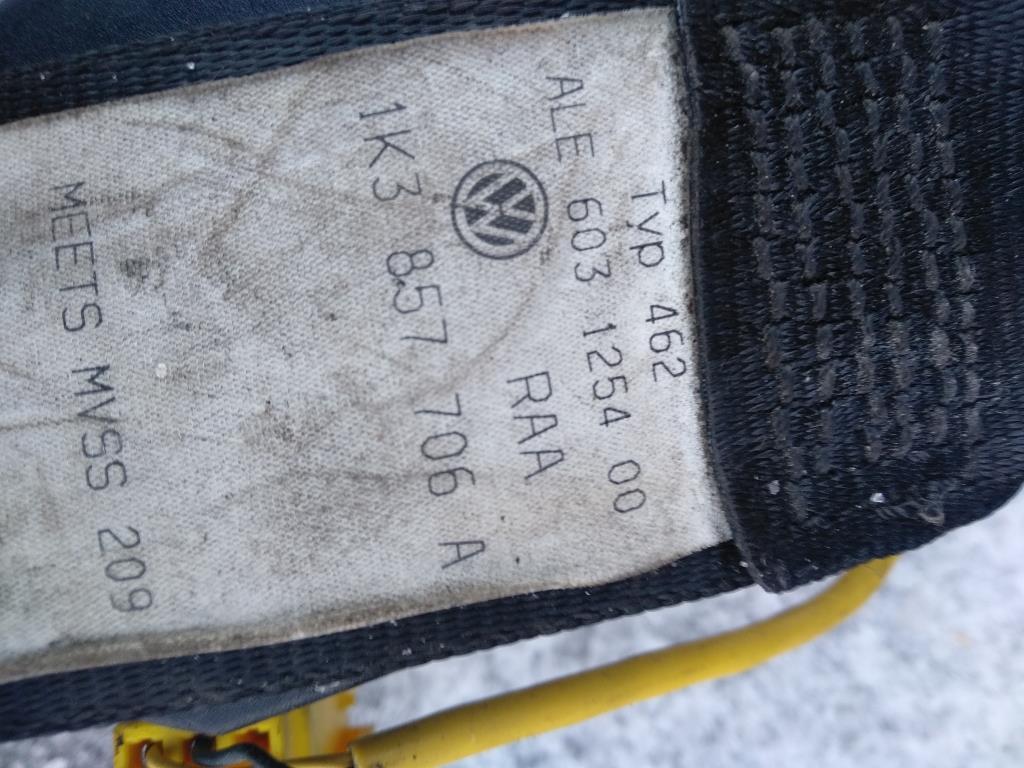 Typ 462
ALE 603 1254 00
RAA
1K3 857 706 A
MEETS MVSS 209